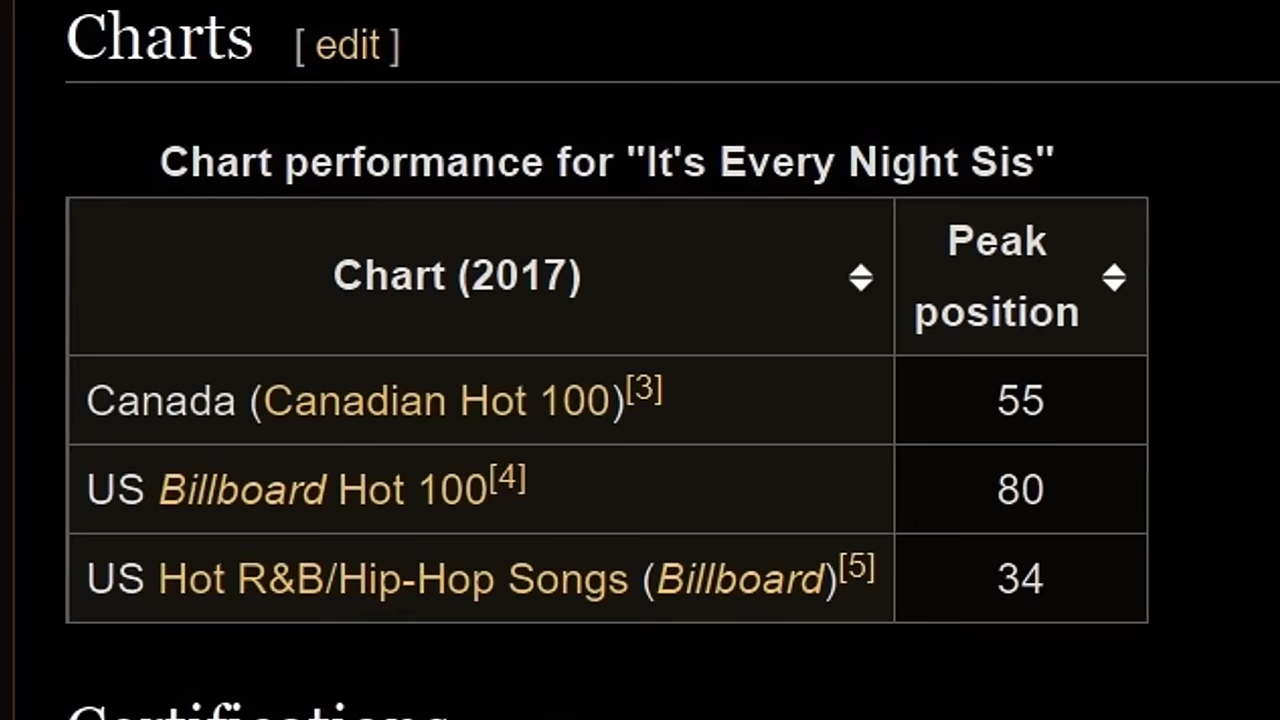 Charts [ edit ]
Chart performance for "It's Every Night Sis"
Chart (2017)
Peak
position
Canada (Canadian Hot 100)[3] 55
US Billboard Hot 100[4] 80
US Hot R&B/Hip-Hop Songs (Billboard)[5] 34
Certifications